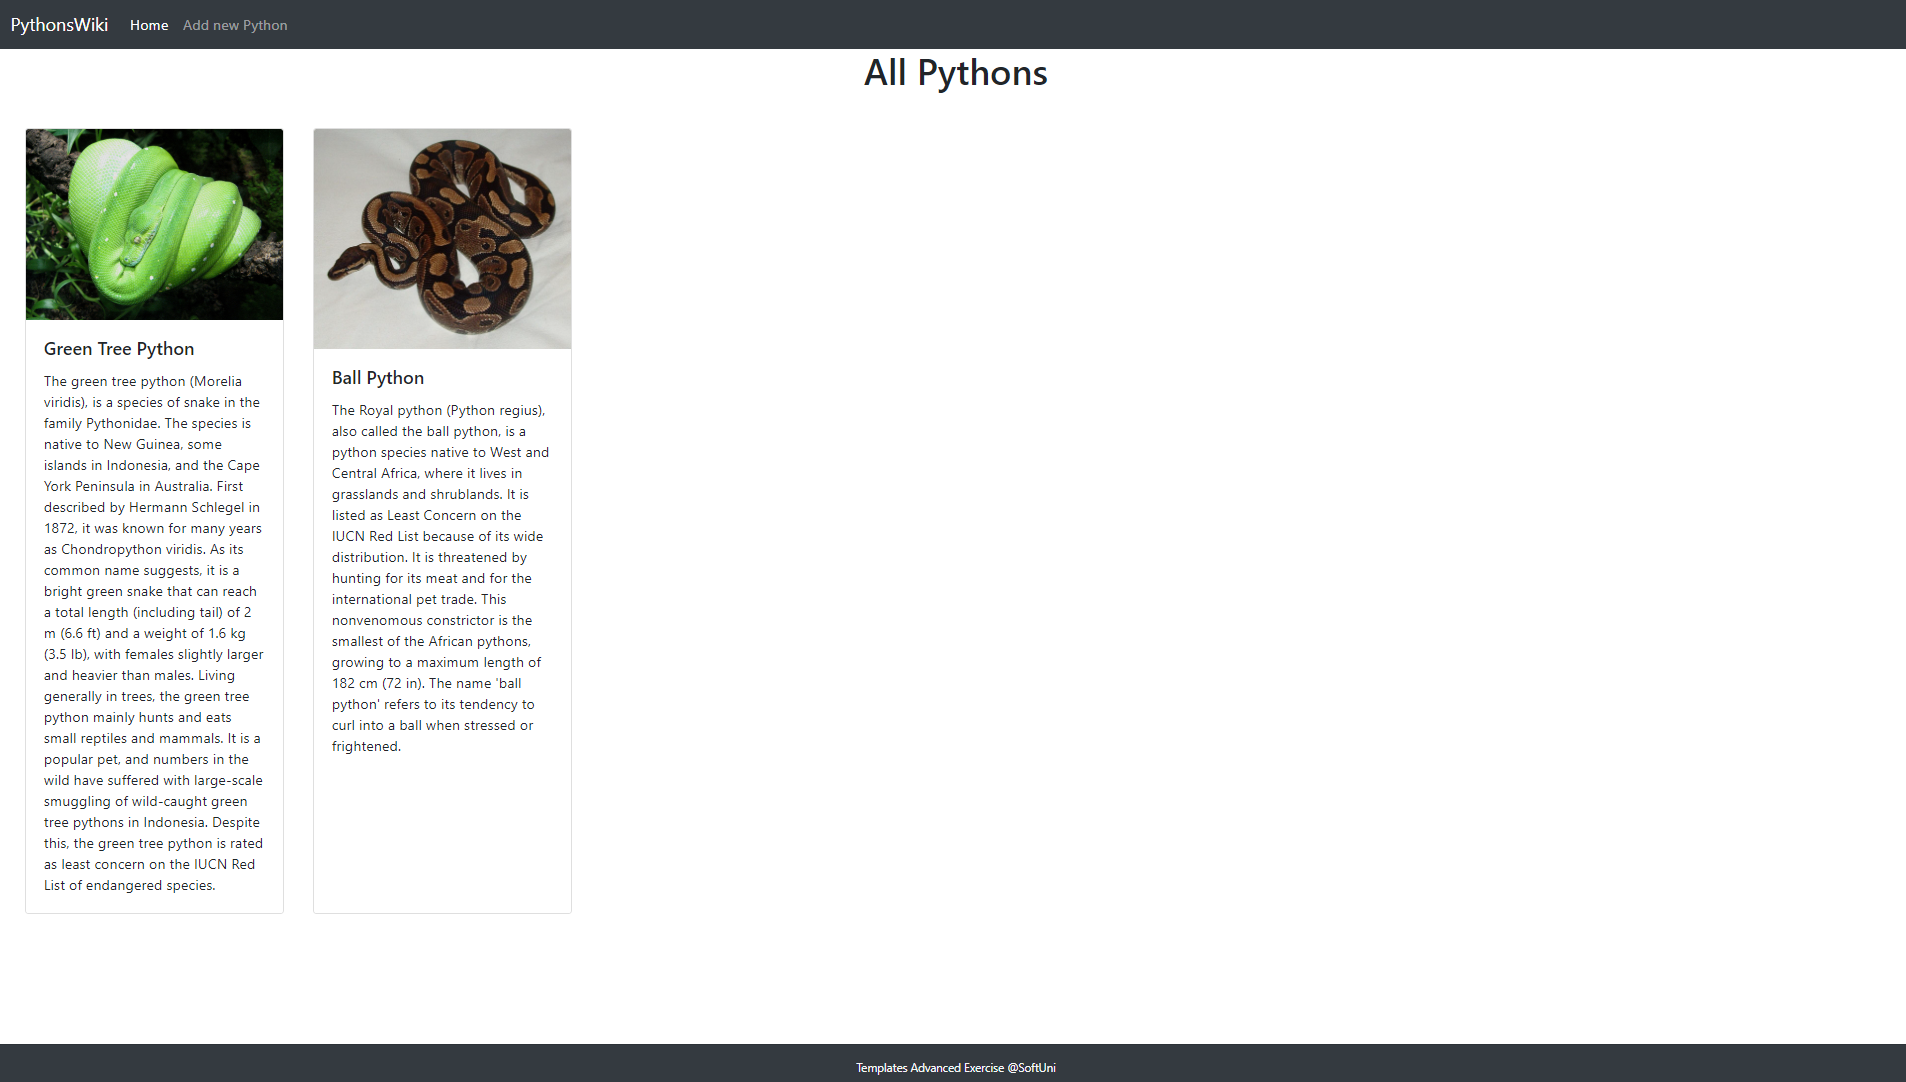 PythonsWiki Home Add new Python
All Pythons
Green Tree Python
The green tree python (Morelia
viridis), is a species of snake in the
family Pythonidae. The species is
native to New Guinea, some
islands in Indonesia, and the Cape
York Peninsula in Australia. First
described by Hermann Schlegel in
1872, it was known for many years
as Chondropython viridis. As its
common name suggests, it is a
bright green snake that can reach
a total length (including tail) of 2
m (6.6 ft) and a weight of 1.6 kg
(3.5 lb), with females slightly larger
and heavier than males. Living
generally in trees, the green tree
python mainly hunts and eats
small reptiles and mammals. It is a
popular pet, and numbers in the
wild have suffered with large-scale
smuggling of wild-caught green
tree pythons in Indonesia. Despite
this, the green tree python is rated
as least concern on the IUCN Red
List of endangered species.
Ball Python
The Royal python (Python regius),
also called the ball python, is a
python species native to West and
Central Africa, where it lives in
grasslands and shrublands. It is
listed as Least Concern on the
IUCN Red List because of its wide
distribution. It is threatened by
hunting for its meat and for the
international pet trade. This
nonvenomous constrictor is the
smallest of the African pythons,
growing to a maximum length of
182 cm (72 in). The name 'ball
python' refers to its tendency to
curl into a ball when stressed or
frightened.
Templates Advanced Exercise @SoftUni